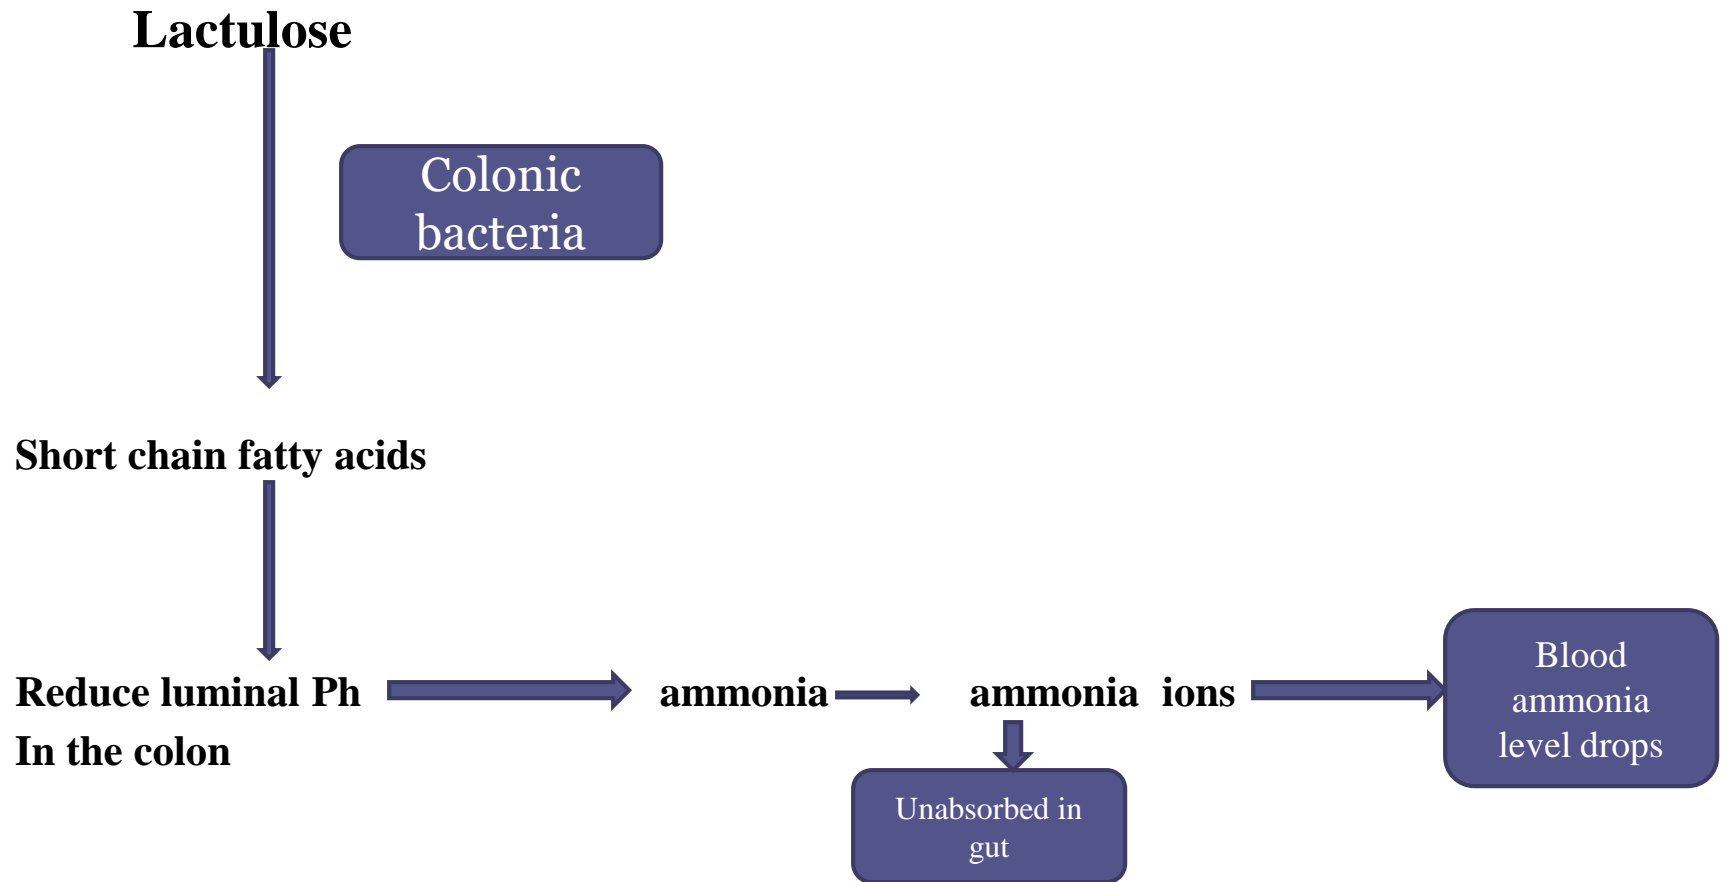 Lactulose
Colonic
bacteria
Short chain fatty acids
Reduce luminal Ph
In the colon
ammonia
ammonia ions
Unabsorbed in
gut
Blood
ammonia
level drops